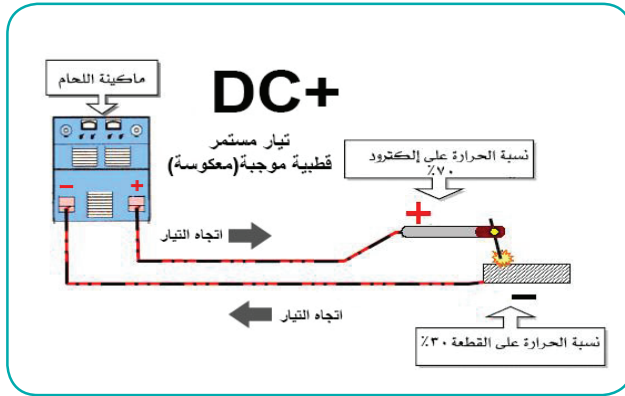 ماكينة اللحام
DC+
تيار مستمر
قطبية موجبة(معكوسة)
نسبة الحرارة على إلكترود
٧٠٪
− +
+
اتجاه التيار
−
اتجاه التيار
نسبة الحرارة على القطعة ٣٠٪